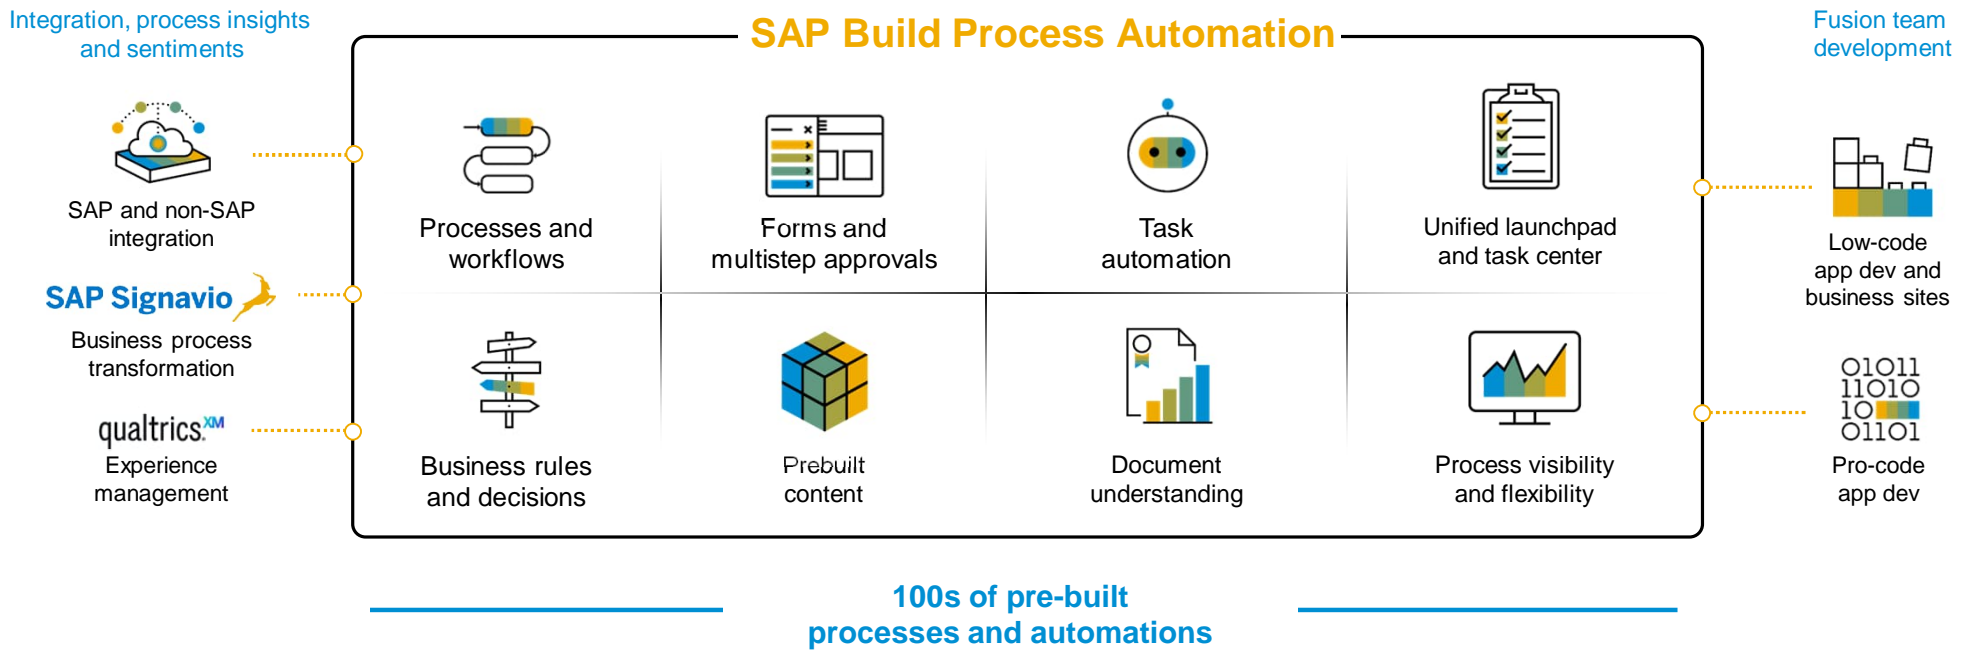 Integration, process insights
and sentiments
SAP and non-SAP
integration
SAP Signavio
Business process
transformation
qualtrics.XM
Experience
management
SAP Build Process Automation
Processes and
workflows
Forms and
multistep approvals
Task
automation
Unified launchpad
and task center
Business rules
and decisions
Prebuilt
content
Document
understanding
Process visibility
and flexibility
Fusion team
development
Low-code
app dev and
business sites
01011
11010
10
01101
Pro-code
app dev
100s of pre-built
processes and automations